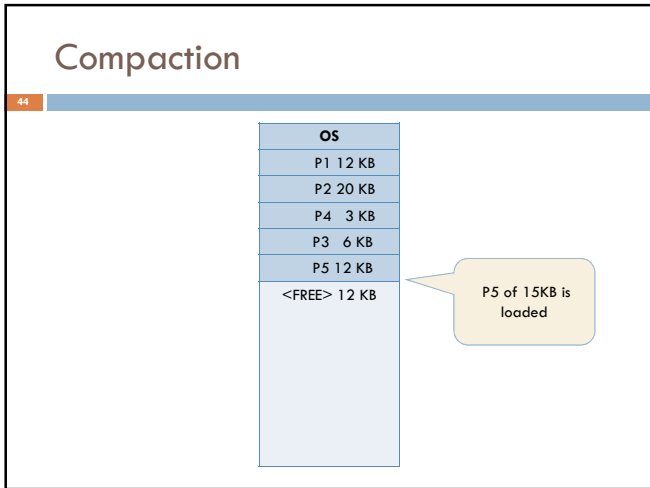 Compaction
44
OS
P1 12 KB
P2 20 KB
P4 3 KB
P3 6 KB
P5 12 KB
<FREE> 12 KB
P5 of 15KB is
loaded